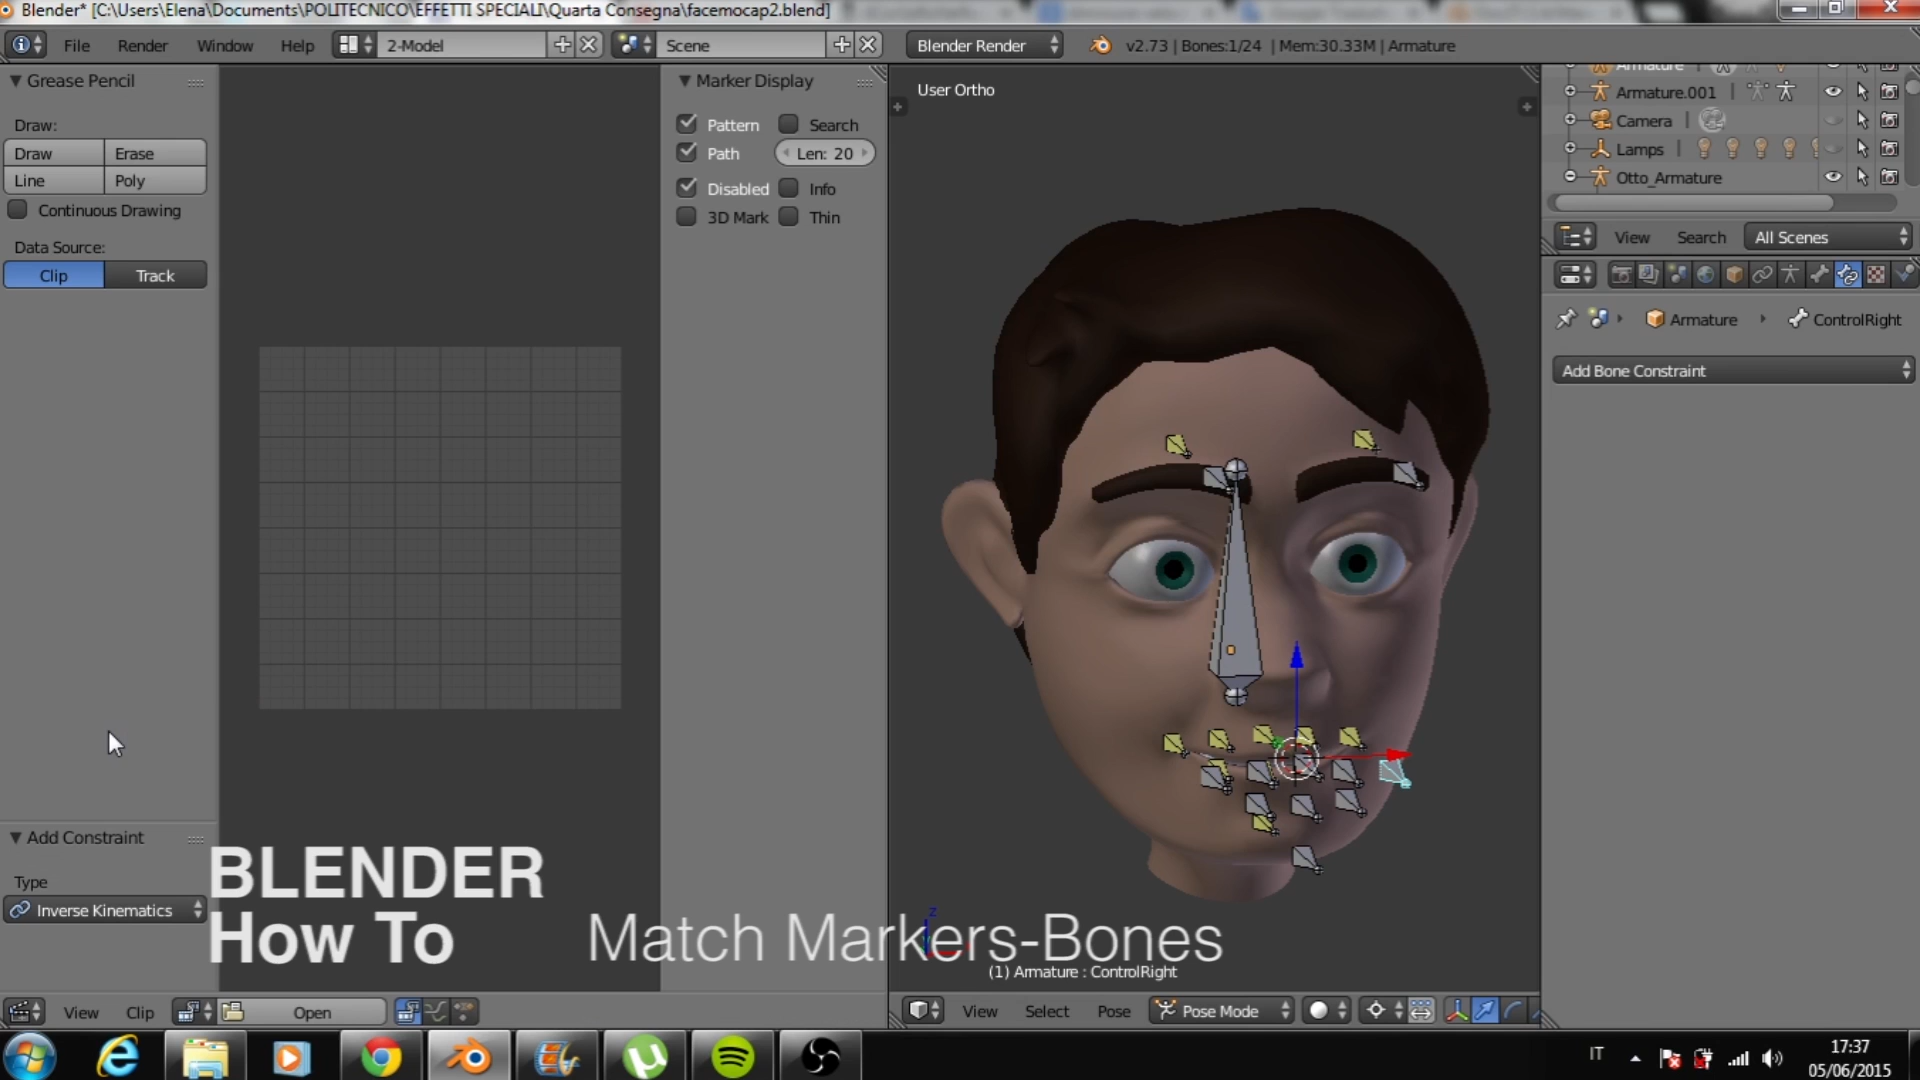 Blender* [C:\Users\Elena\Documents\POLITECNICO\EFFETTI SPECIALI\Quarta Consegna\facemocap2.blend]
File Render Window Help 2-Model Scene Blender Render v2.73 | Bones:1/24 | Mem:30.33M | Armature
Grease Pencil
Draw:
Draw Erase
Line Poly
Continuous Drawing
Data Source:
Clip Track
Add Constraint
Type
Inverse Kinematics
Marker Display
Pattern Search
Path Len: 20
Disabled Info
3D Mark Thin
User Ortho
Armature
Armature.001
Camera
Lamps
Otto_Armature
View Search All Scenes
Armature ControlRight
Add Bone Constraint
BLENDER
How To
Match Markers-Bones
z
(1) Armature : ControlRight
View Clip Open
View Select Pose Pose Mode
IT
17:37
05/06/2015